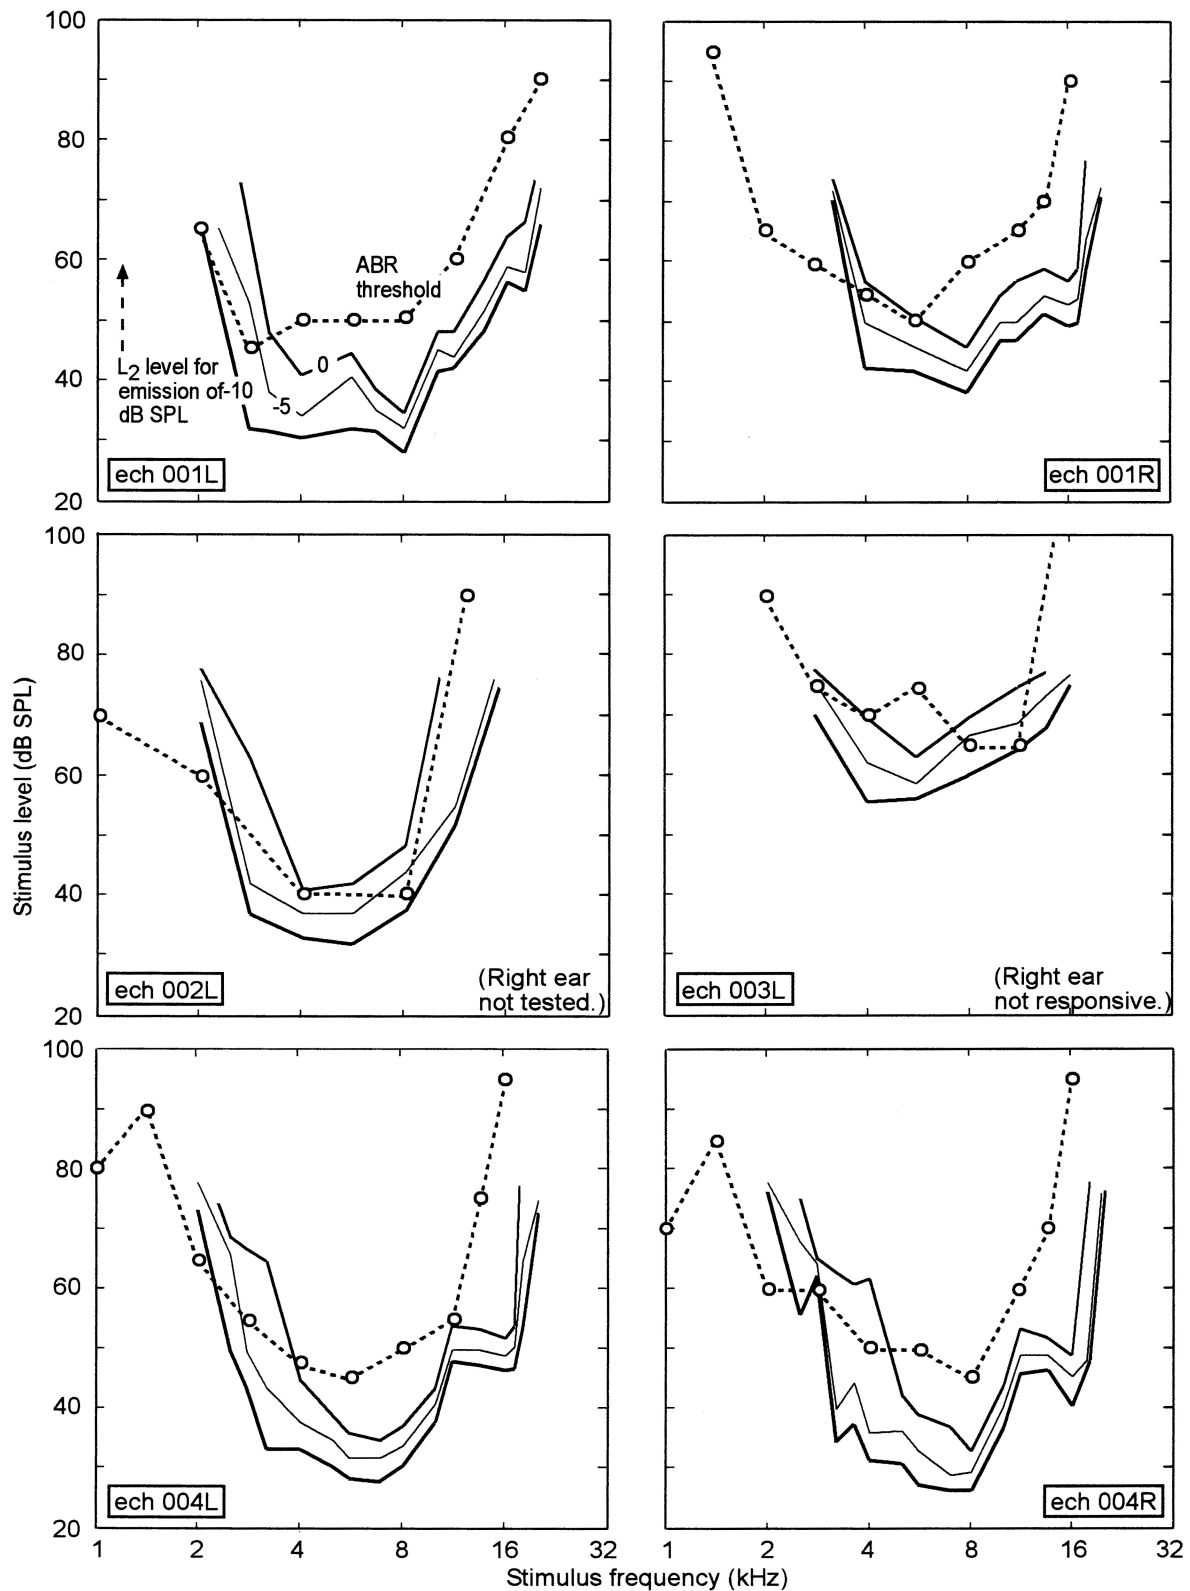 100
80
60
40
20
ABR
threshold
L2 level for
emission of-10
dB SPL
0
-5
ech 001L
ech 001R
100
80
60
40
20
Stimulus level (dB SPL)
ech 002L
(Right ear
not tested.)
ech 003L
(Right ear
not responsive.)
100
80
60
40
20
ech 004L
ech 004R
1 2 4 8 16 32
1 2 4 8 16 32
Stimulus frequency (kHz)